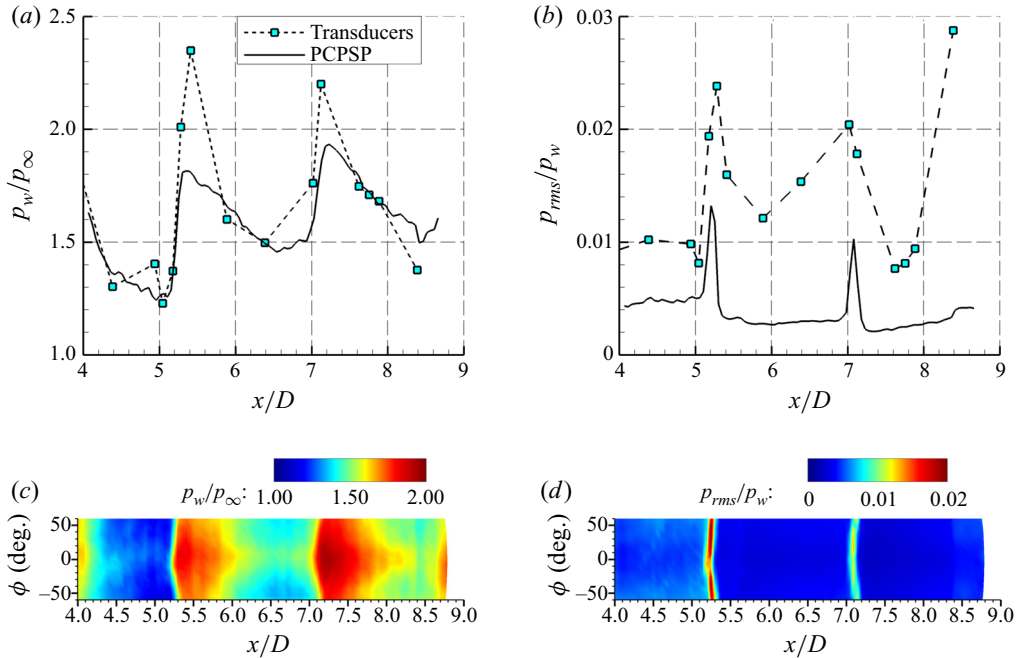 (a)
2.5
2.0
1.5
1.0
p_w/p_∞
Transducers
PCPSP
4 5 6 7 8 9
x/D
(b)
0.03
0.02
0.01
0
p_rms/p_w
4 5 6 7 8 9
x/D
(c)
p_w/p_∞:
1.00 1.50 2.00
50
0
−50
ϕ (deg.)
4.0 5.0 5.5 6.0 6.5 7.0 7.5 8.0 8.5 9.0
x/D
(d)
p_rms/p_w:
0 0.01 0.02
50
0
−50
ϕ (deg.)
4.0 4.5 5.0 5.5 6.0 6.5 7.0 7.5 8.0 8.5 9.0
x/D